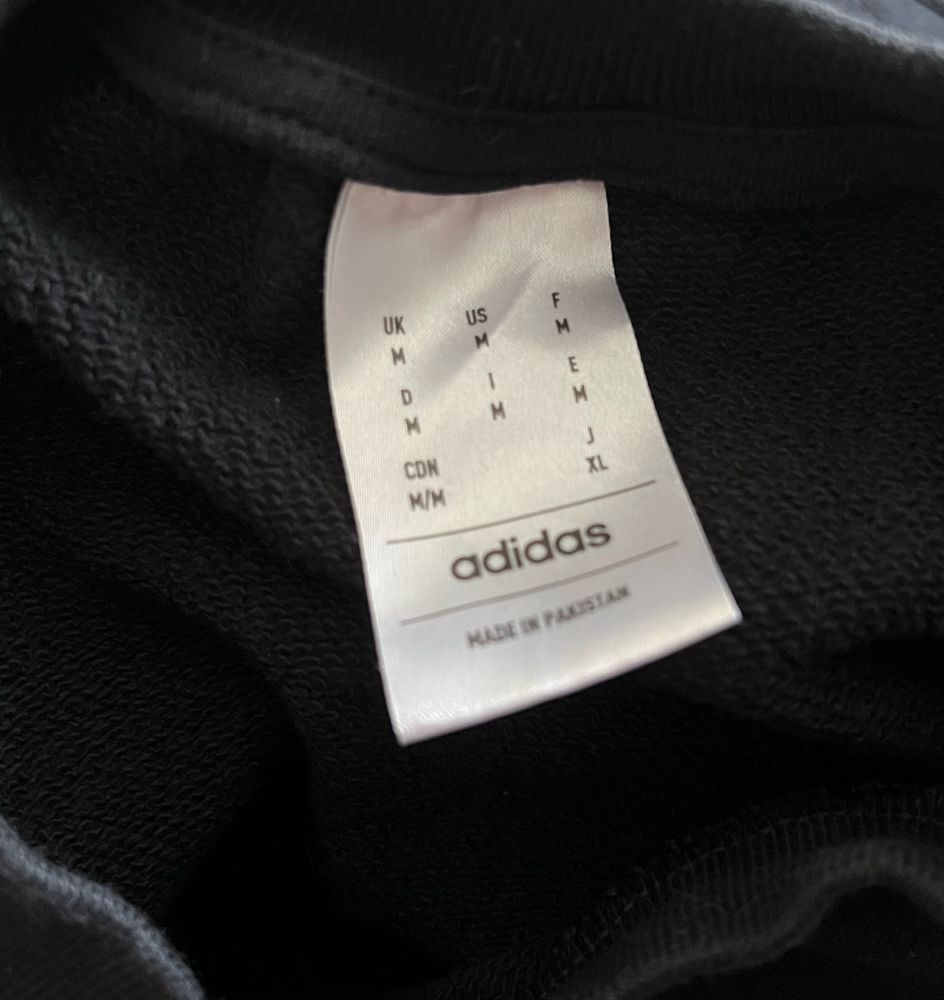 UK US F
M M M
D I E
M M M
CDN J
M/M XL
adidas
MADE IN PAKISTAN